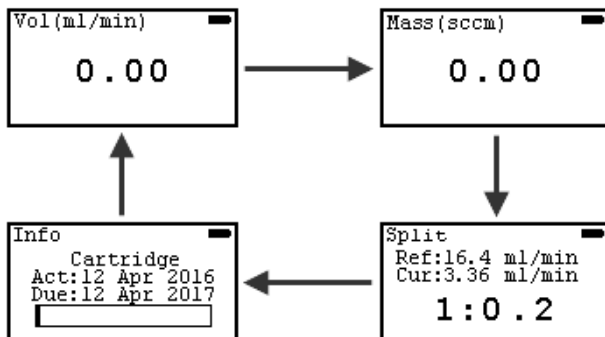 Vol(ml/min)
0.00
Mass(sccm)
0.00
Info
Cartridge
Act:12 Apr 2016
Due:12 Apr 2017
Split
Ref:16.4 ml/min
Cur:3.36 ml/min
1:0.2